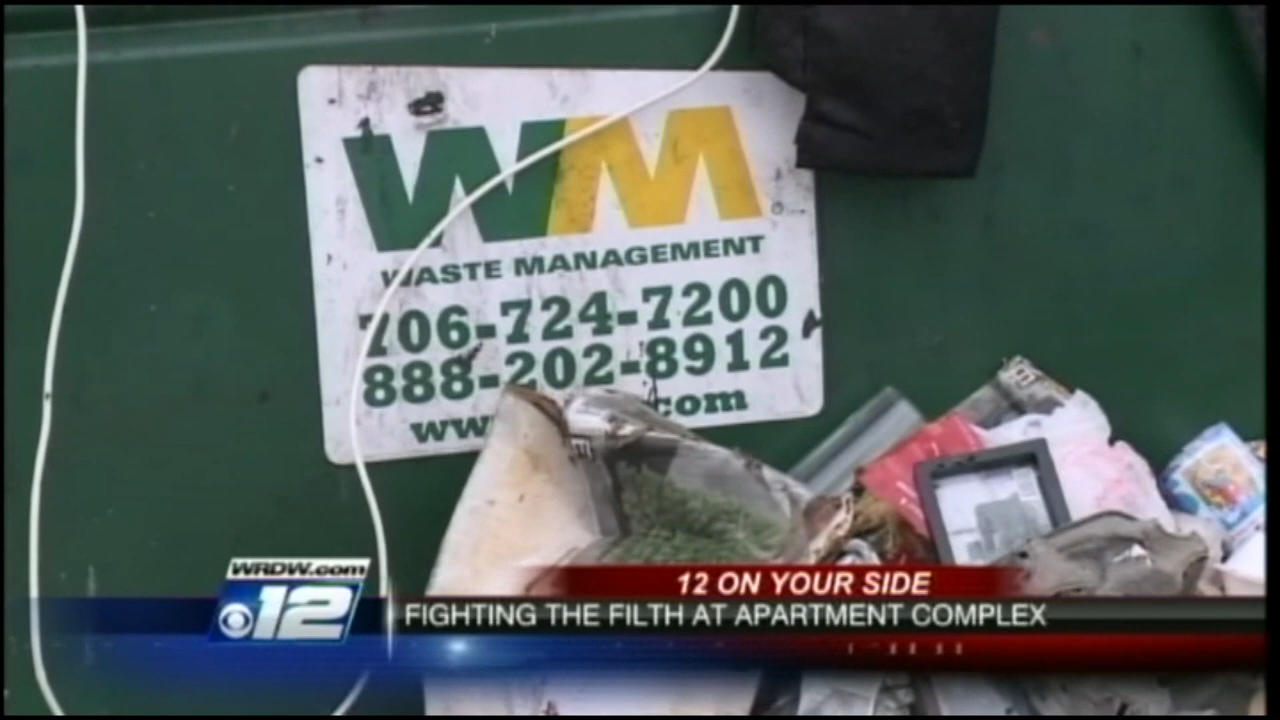 WM
WASTE MANAGEMENT
706-724-7200
888-202-8912
com
WRDW.com
12
12 ON YOUR SIDE
FIGHTING THE FILTH AT APARTMENT COMPLEX